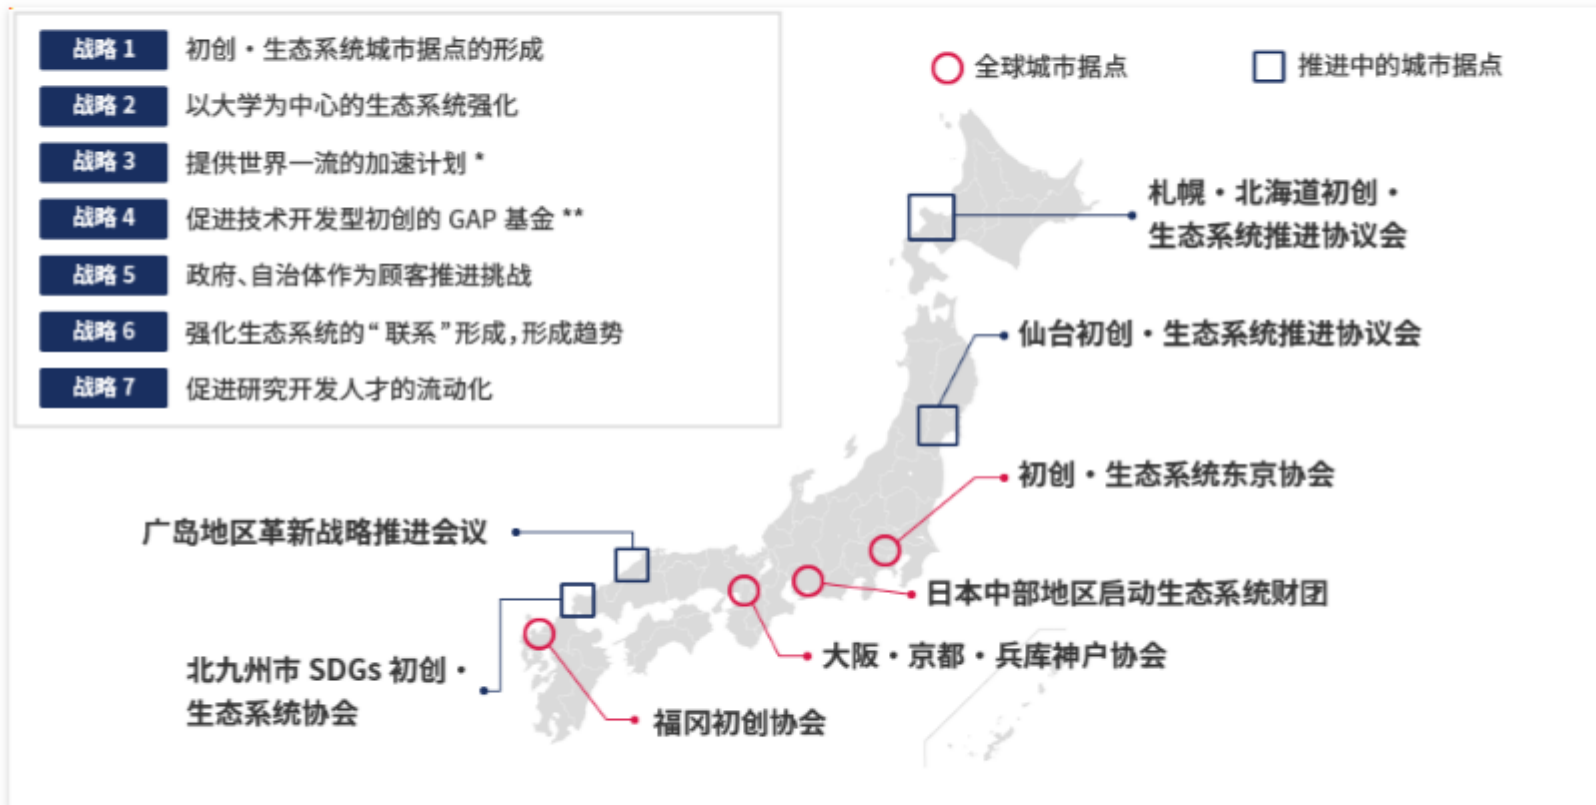 战略 1 初创・生态系统城市据点的形成
战略 2 以大学为中心的生态系统强化
战略 3 提供世界一流的加速计划 *
战略 4 促进技术开发型初创的 GAP 基金 **
战略 5 政府、自治体作为顾客推进挑战
战略 6 强化生态系统的“联系”形成,形成趋势
战略 7 促进研究开发人才的流动化
全球城市据点
推进中的城市据点
札幌・北海道初创・
生态系统推进协议会
仙台初创・生态系统推进协议会
初创・生态系统东京协会
广岛地区革新战略推进会议
日本中部地区启动生态系统财团
大阪・京都・兵库神户协会
北九州市 SDGs 初创・
生态系统协会
福冈初创协会